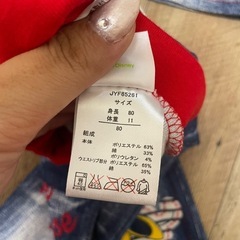 JYF65261
サイズ
身長 80
体重 11
80
組成
本体 ポリエステル 63%
綿 33%
ポリウレタン 4%
ウエストリブ部分 ポリエステル 65%
綿 35%